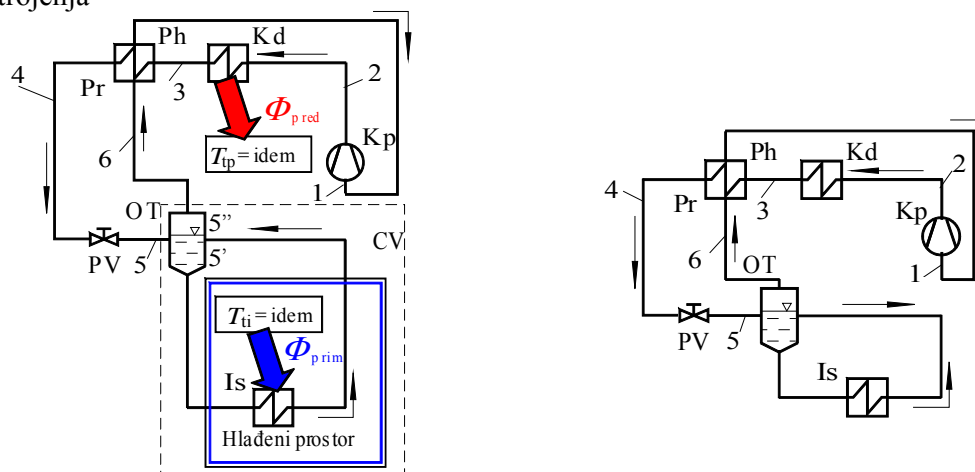 trojenja
Ph
Kd
4
2
Pr
3
Φp red
Kp
Ttp = idem
6
1
OT
5”
CV
5’
PV
5
Tti = idem
Φp rim
Is
Hlađeni prostor
Ph
Kd
4
2
Pr
3
Kp
6
OT
1
PV
5
Is